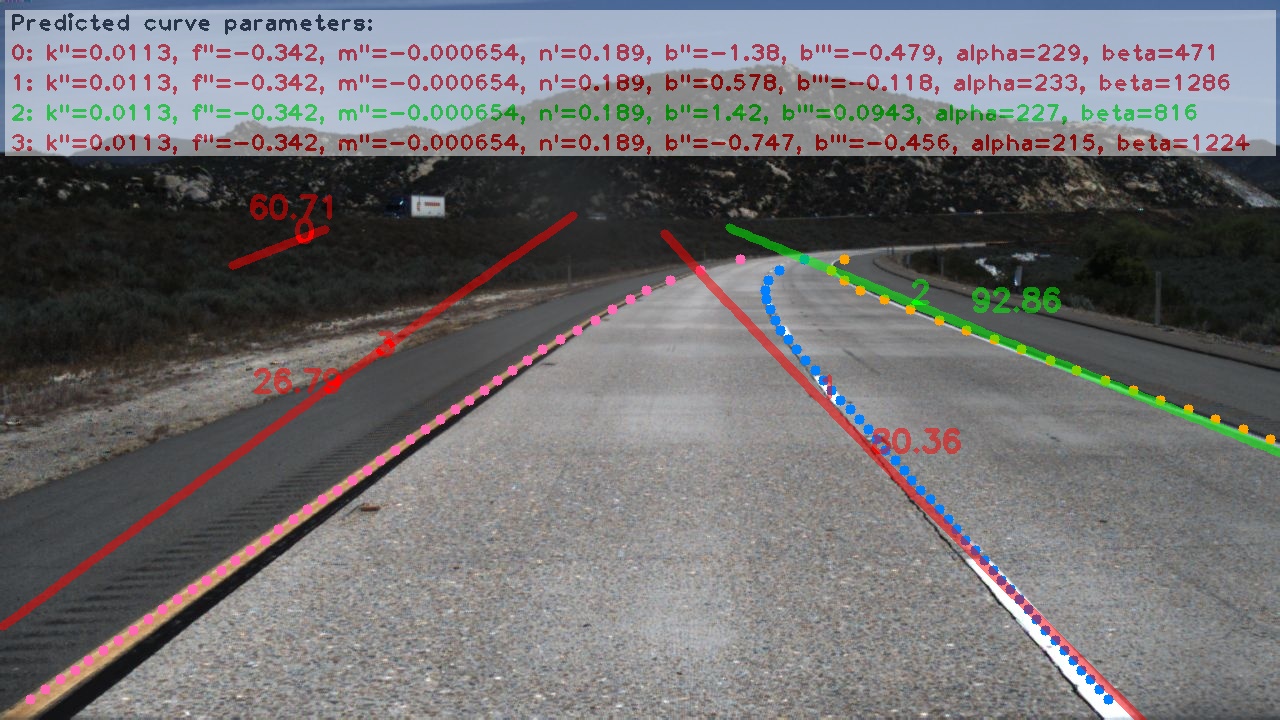 Predicted curve parameters:
0: k''=0.0113, f''=-0.342, m''=-0.000654, n'=0.189, b''=-1.38, b'''=-0.479, alpha=229, beta=471
1: k''=0.0113, f''=-0.342, m''=-0.000654, n'=0.189, b''=0.578, b'''=-0.118, alpha=233, beta=1286
2: k''=0.0113, f''=-0.342, m''=-0.000654, n'=0.189, b''=1.42, b'''=0.0943, alpha=227, beta=816
3: k''=0.0113, f''=-0.342, m''=-0.000654, n'=0.189, b''=-0.747, b'''=-0.456, alpha=215, beta=1224
60.71
0
2
92.86
26.79
1
80.36